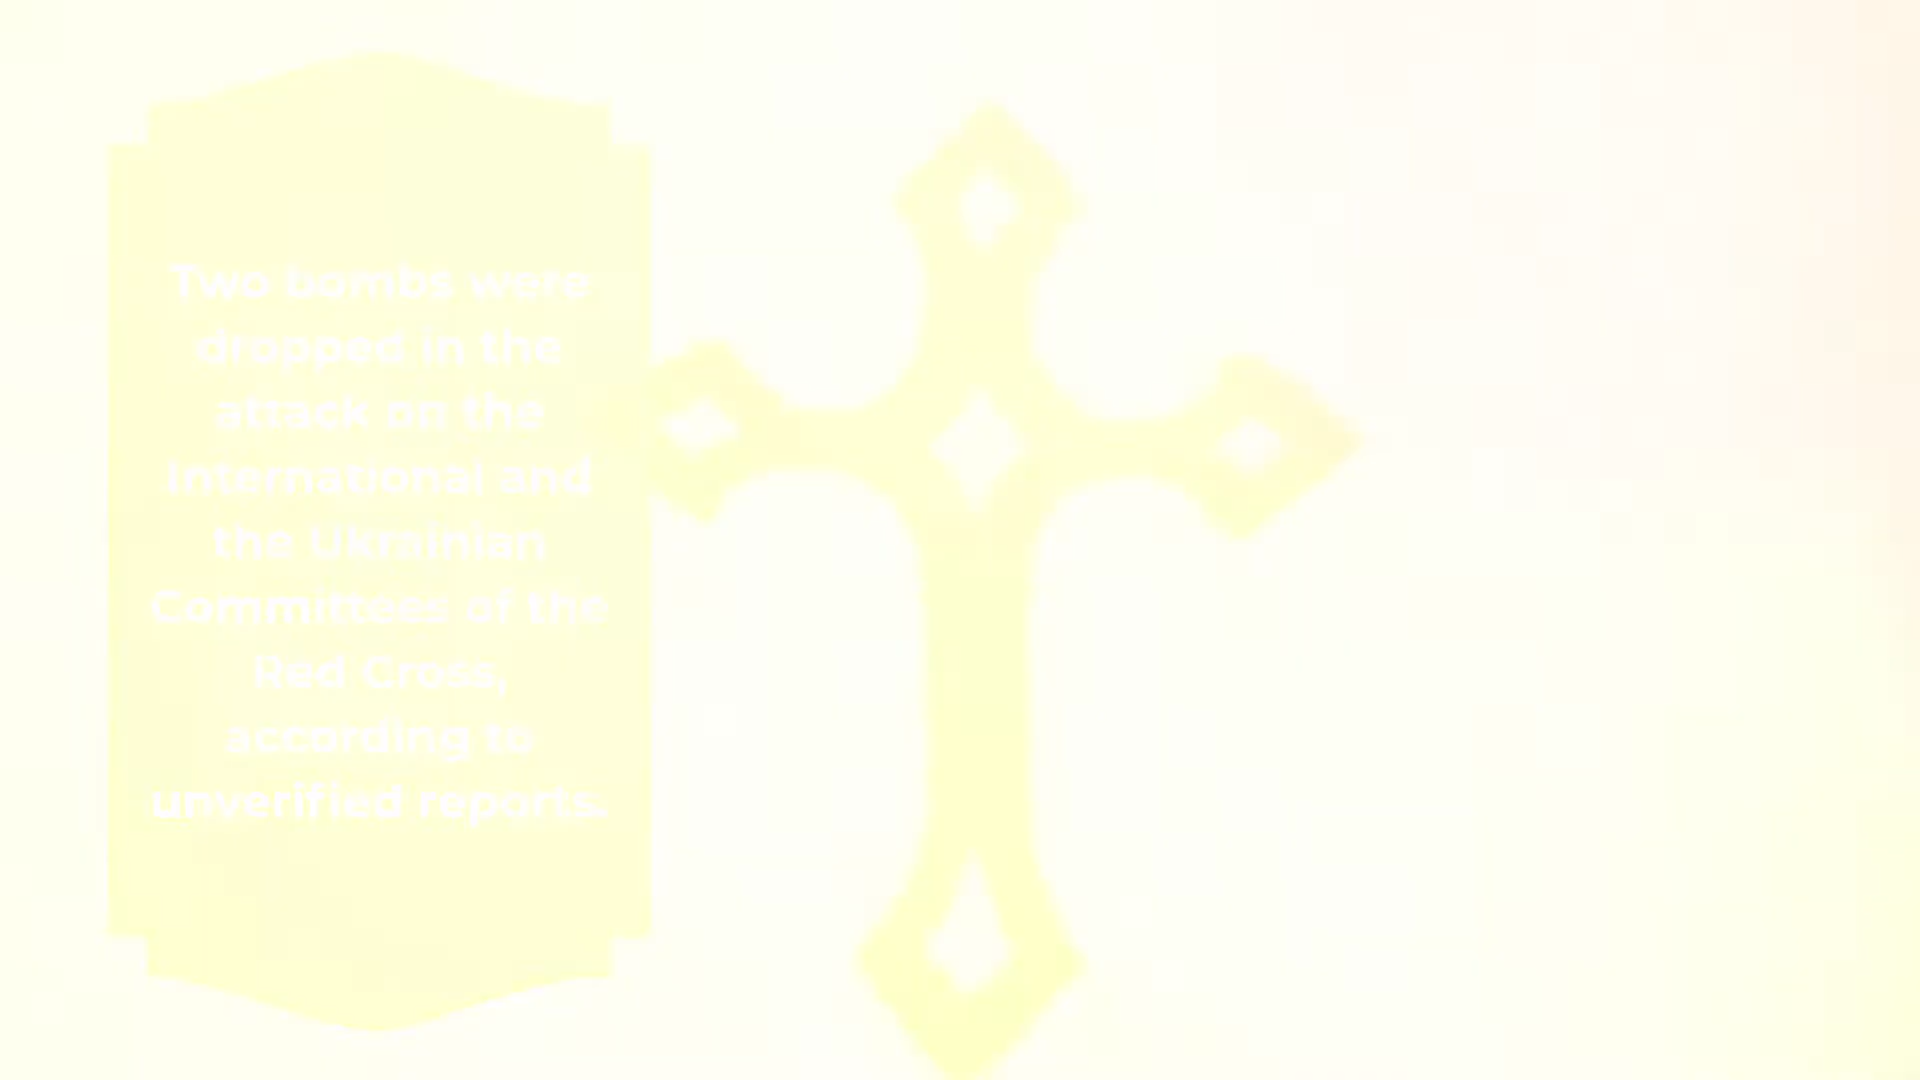 Two bombs were
dropped in the
attack on the
International and
the Ukrainian
Committees of the
Red Cross,
according to
unverified reports.